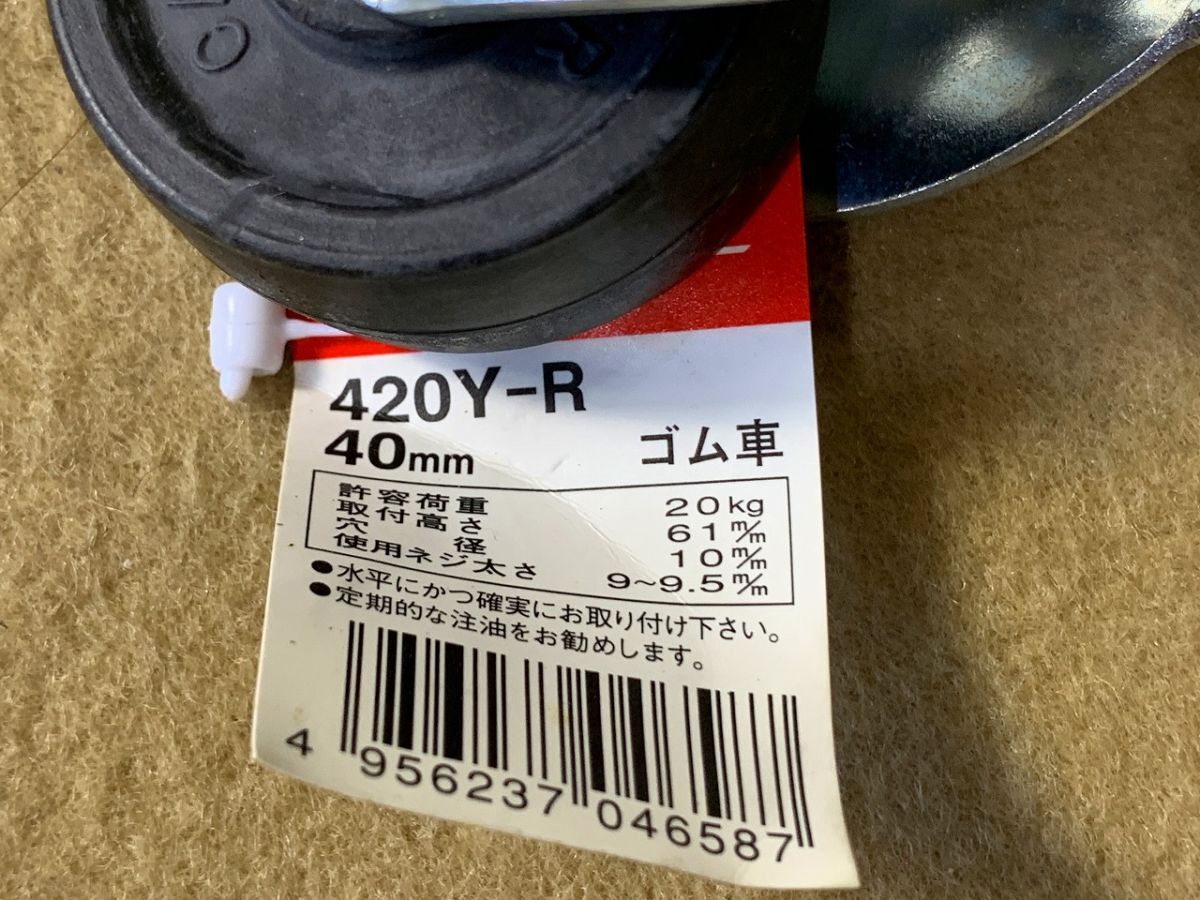 420Y-R
40mm ゴム車
許容荷重 20kg
取付高さ 61m/m
穴 径 10m/m
使用ネジ太さ 9~9.5m/m
●水平にかつ確実にお取り付け下さい。
●定期的な注油をお勧めします。
4 956237 046587